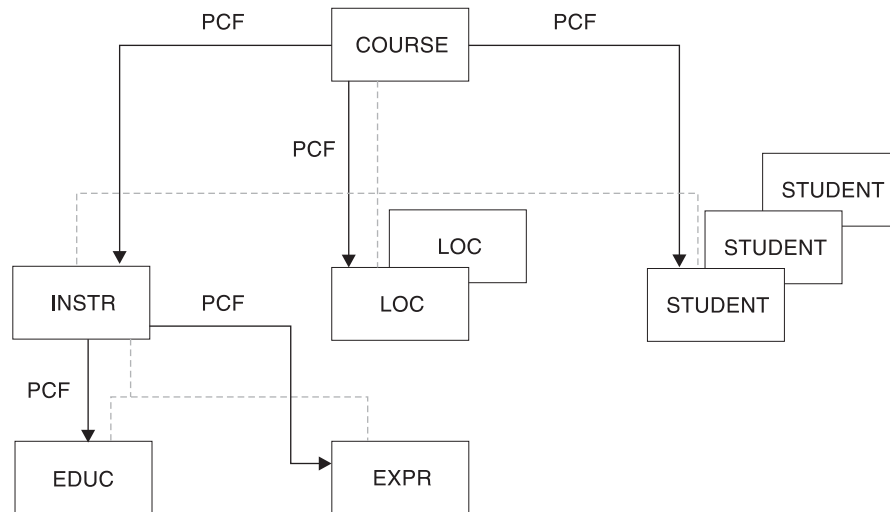 PCF
COURSE
PCF
PCF
STUDENT
LOC
STUDENT
INSTR
PCF
LOC
STUDENT
PCF
EDUC
EXPR